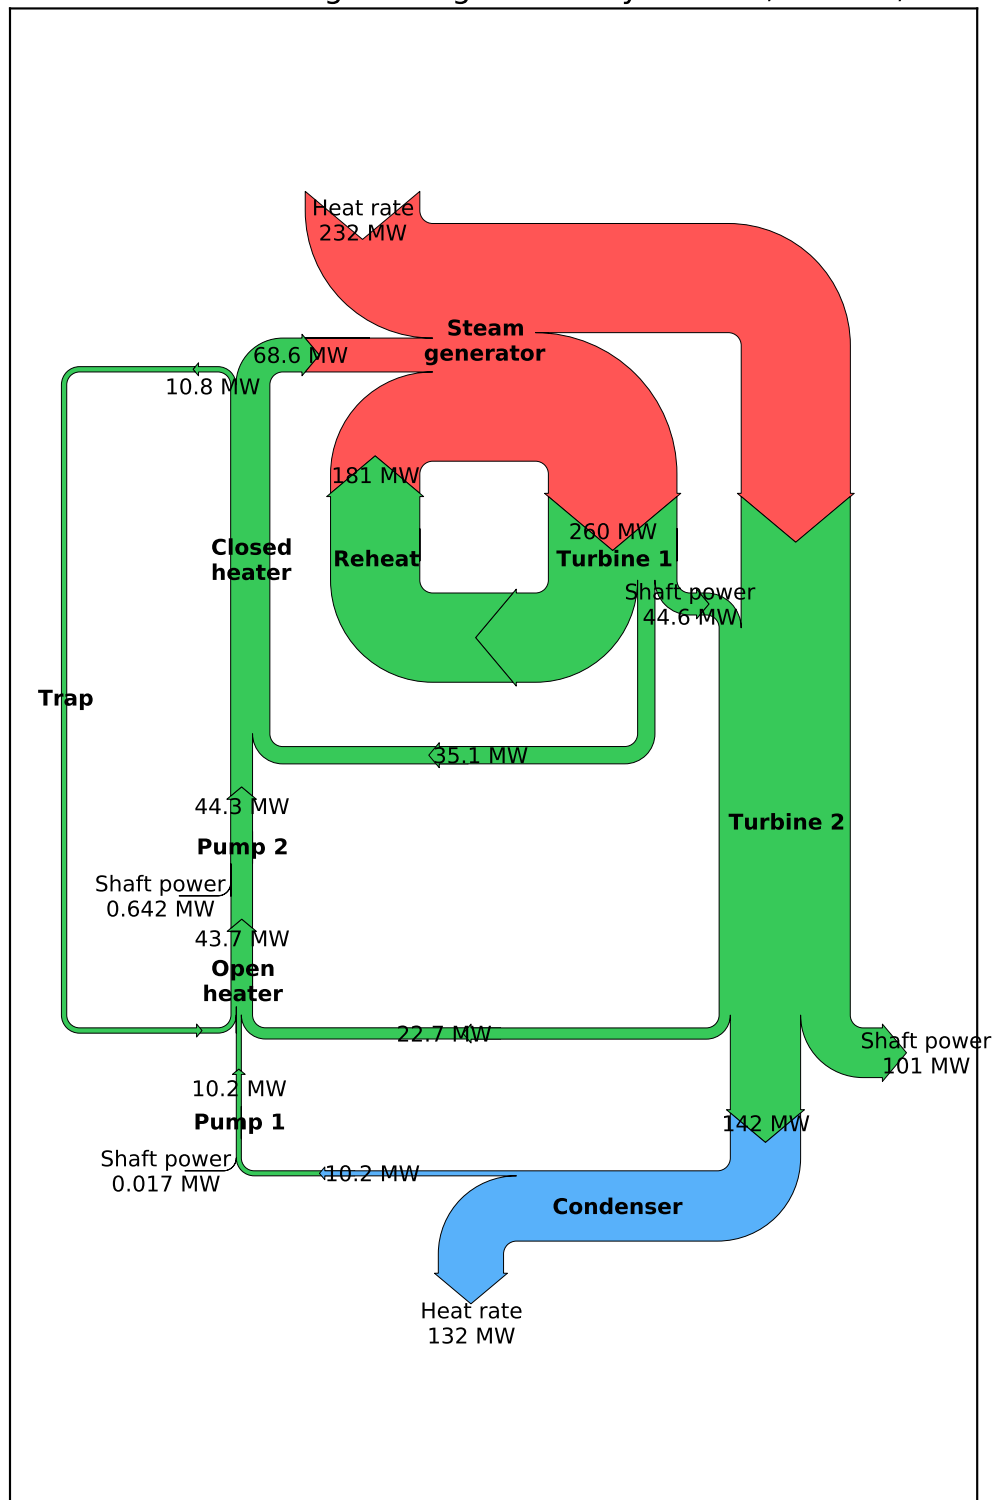 Heat rate
232 MW
Steam
generator
68.6 MW
10.8 MW
181 MW
260 MW
Closed
heater
Reheat
Turbine 1
Shaft power
44.6 MW
Trap
35.1 MW
44.3 MW
Turbine 2
Pump 2
Shaft power
0.642 MW
43.7 MW
Open
heater
22.7 MW
Shaft power
101 MW
10.2 MW
Pump 1
142 MW
Shaft power
0.017 MW
10.2 MW
Condenser
Heat rate
132 MW